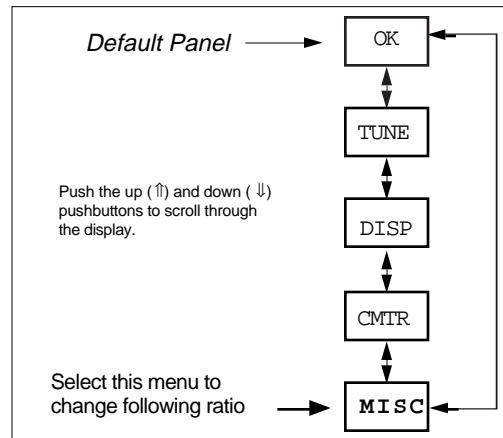 Default Panel
OK
TUNE
Push the up (⇑) and down ( ⇓)
pushbuttons to scroll through
the display.
DISP
CMTR
Select this menu to
change following ratio
MISC